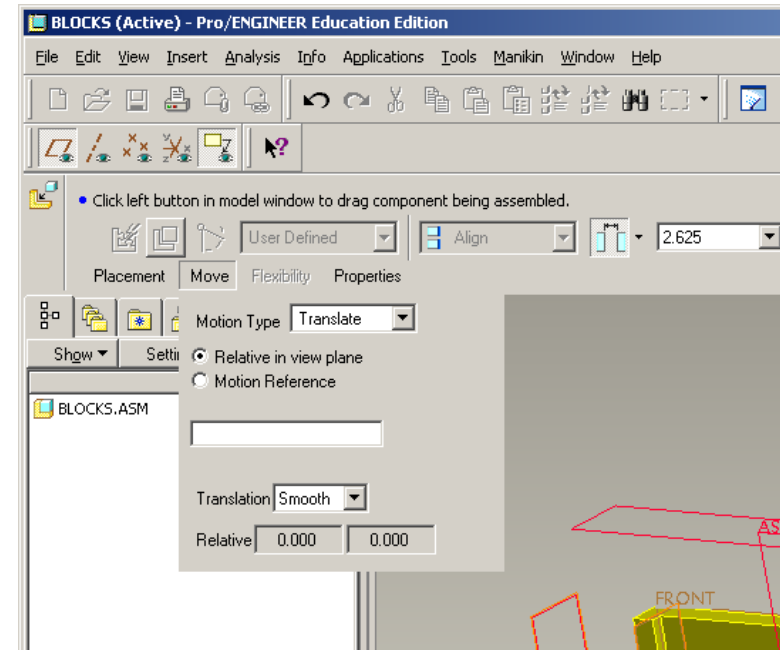 BLOCKS (Active) - Pro/ENGINEER Education Edition
File Edit View Insert Analysis Info Applications Tools Manikin Window Help
Click left button in model window to drag component being assembled.
User Defined Align 2.625
Placement Move Flexibility Properties
Motion Type Translate
Show Settin
Relative in view plane
Motion Reference
BLOCKS.ASM
Translation Smooth
Relative 0.000 0.000
AS
FRONT